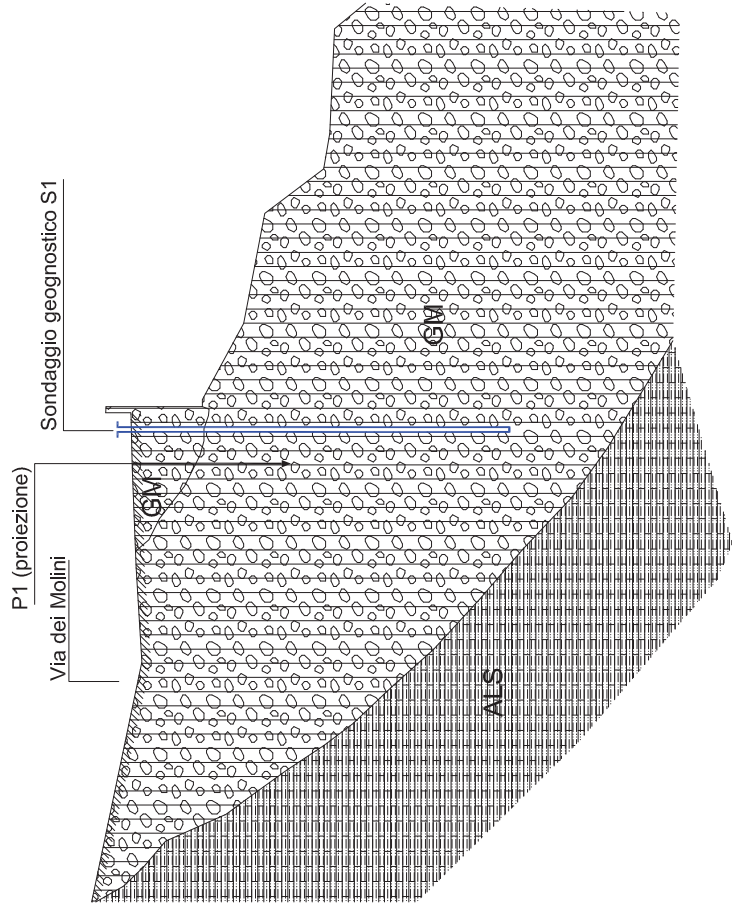 P1 (proiezione)
Via dei Molini
Sondaggio geognostico S1
GM
GM
ALS